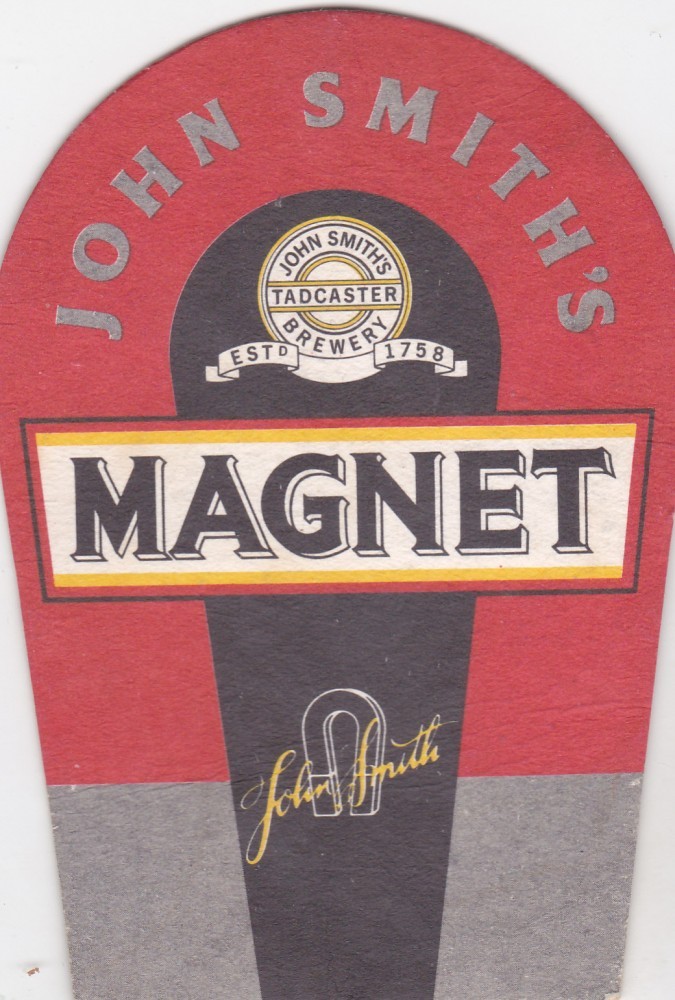 JOHN SMITH'S
JOHN SMITH'S
TADCASTER
BREWERY
ESTD 1758
MAGNET
John Smith